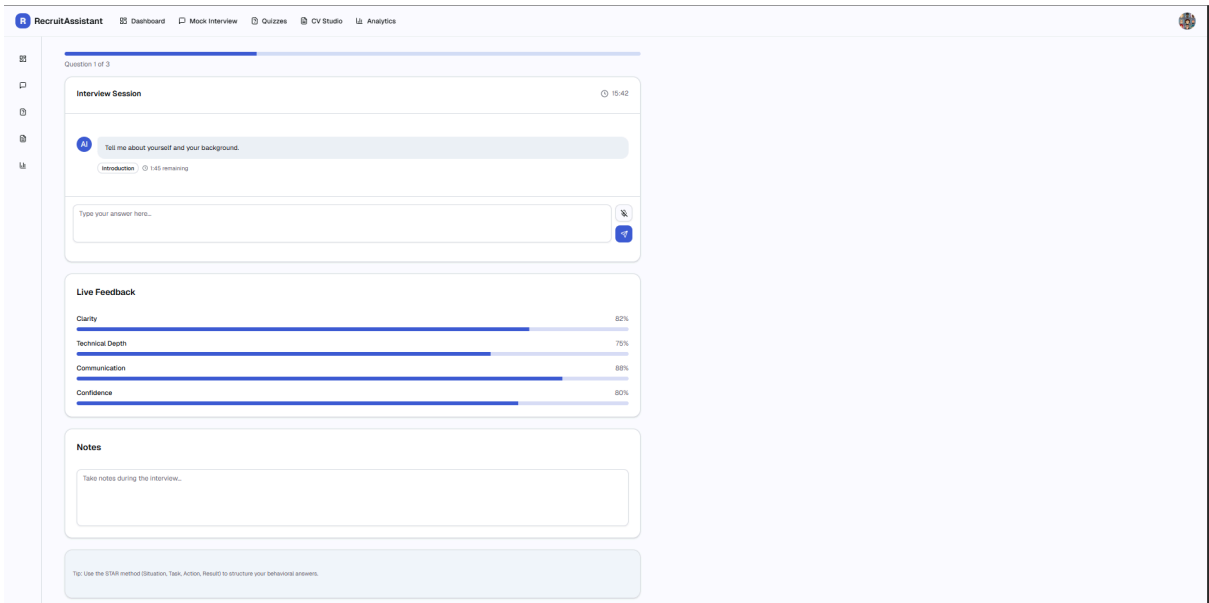 R RecruitAssistant Dashboard Mock Interview Quizzes CV Studio Analytics
Question 1 of 3
Interview Session 15:42
AI Tell me about yourself and your background.
Introduction 1:45 remaining
Type your answer here...
Live Feedback
Clarity 82%
Technical Depth 75%
Communication 88%
Confidence 80%
Notes
Take notes during the interview...
Tip: Use the STAR method (Situation, Task, Action, Result) to structure your behavioral answers.